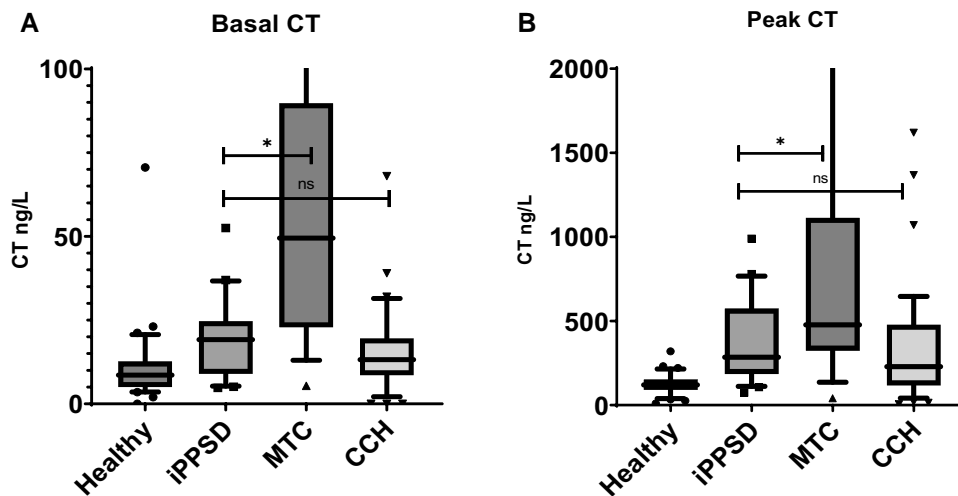 A
Basal CT
CT ng/L
100
50
0
*
ns
Healthy
iPPSD
MTC
CCH
B
Peak CT
CT ng/L
2000
1500
1000
500
0
*
ns
Healthy
iPPSD
MTC
CCH